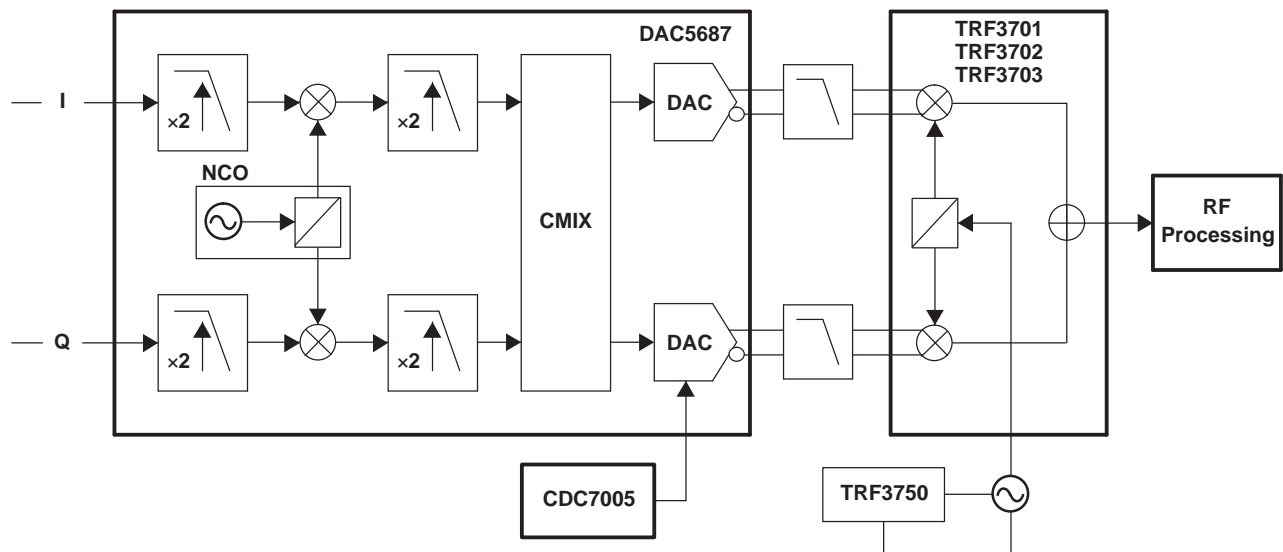 DAC5687
TRF3701
TRF3702
TRF3703
I
×2
×2
DAC
NCO
CMIX
RF
Processing
Q
×2
×2
DAC
CDC7005
TRF3750